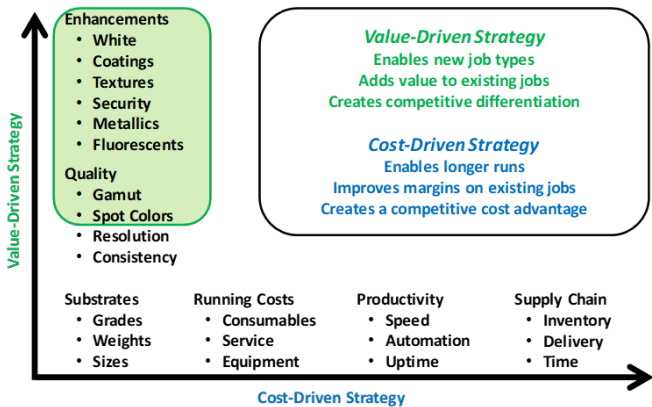 Enhancements
• White
• Coatings
• Textures
• Security
• Metallics
• Fluorescents
Quality
• Gamut
• Spot Colors
• Resolution
• Consistency
Value-Driven Strategy
Enables new job types
Adds value to existing jobs
Creates competitive differentiation
Cost-Driven Strategy
Enables longer runs
Improves margins on existing jobs
Creates a competitive cost advantage
Value-Driven Strategy
Substrates
• Grades
• Weights
• Sizes
Running Costs
• Consumables
• Service
• Equipment
Productivity
• Speed
• Automation
• Uptime
Supply Chain
• Inventory
• Delivery
• Time
Cost-Driven Strategy